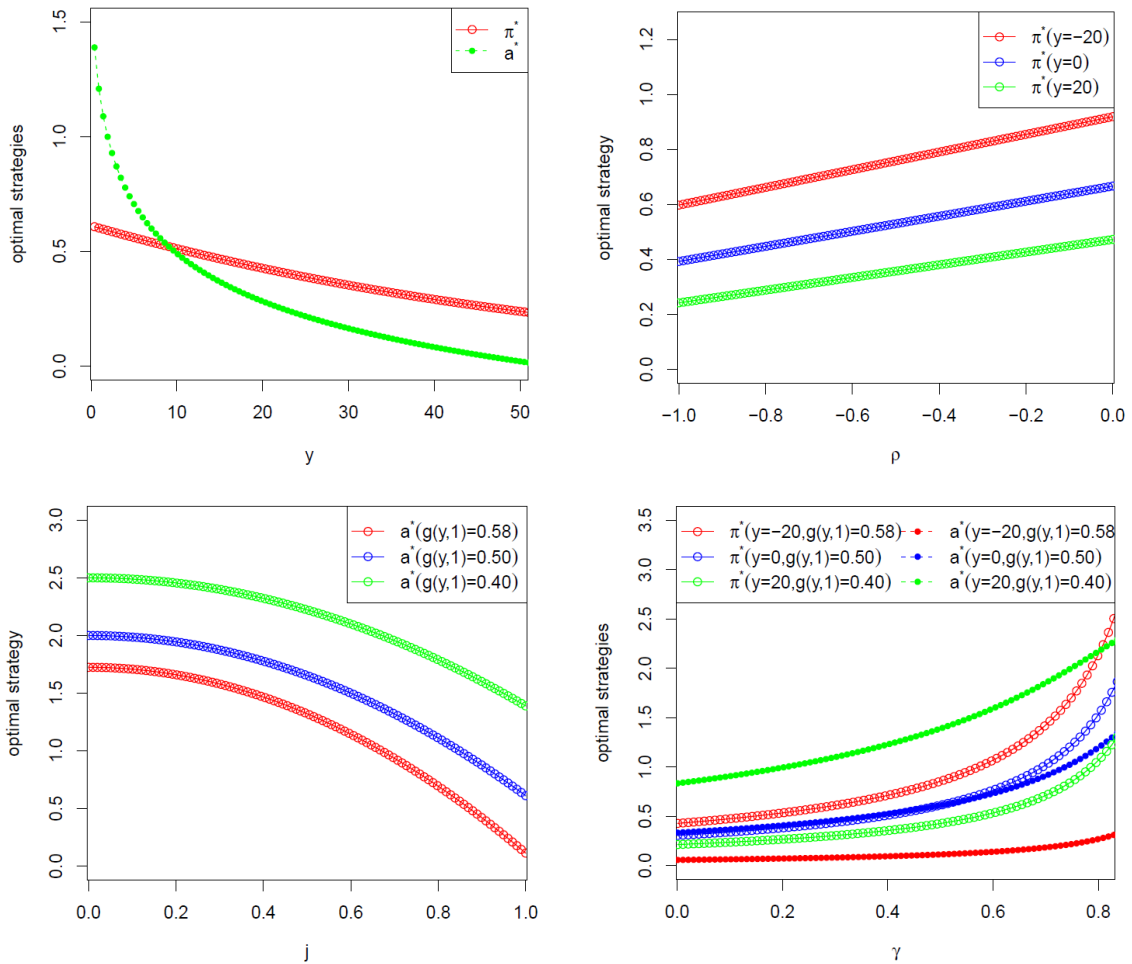 optimal strategies
0.0 0.5 1.0 1.5
π*
a*
0 10 20 30 40 50
y
optimal strategy
0.0 0.2 0.4 0.6 0.8 1.0 1.2
π*(y=−20)
π*(y=0)
π*(y=20)
−1.0 −0.8 −0.6 −0.4 −0.2 0.0
ρ
optimal strategy
0.0 0.5 1.0 1.5 2.0 2.5 3.0
a*(g(y,1)=0.58)
a*(g(y,1)=0.50)
a*(g(y,1)=0.40)
0.0 0.2 0.4 0.6 0.8 1.0
j
optimal strategies
0.0 0.5 1.0 1.5 2.0 2.5 3.0 3.5
π*(y=−20,g(y,1)=0.58) a*(y=−20,g(y,1)=0.58
π*(y=0,g(y,1)=0.50) a*(y=0,g(y,1)=0.50)
π*(y=20,g(y,1)=0.40) a*(y=20,g(y,1)=0.40)
0.0 0.2 0.4 0.6 0.8
γ